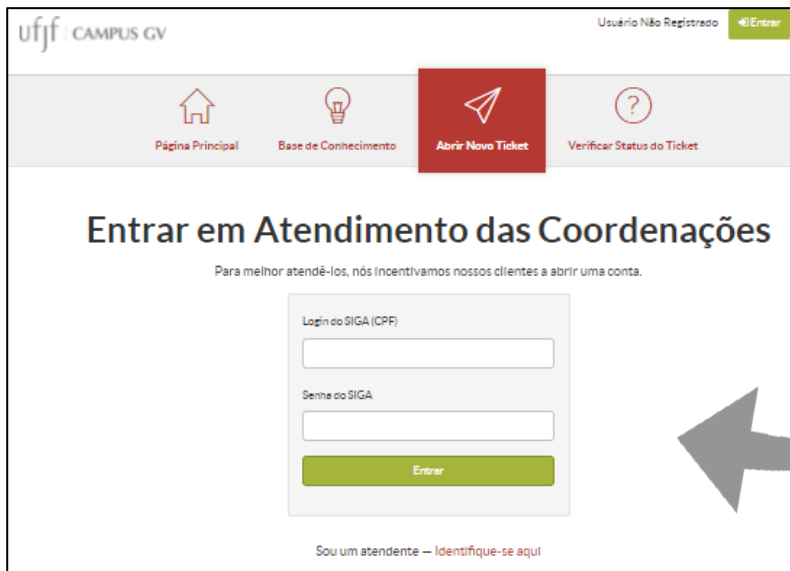 ufjf CAMPUS GV
Usuário Não Registrado Entrar
?
Página Principal Base de Conhecimento Abrir Novo Ticket Verificar Status do Ticket
Entrar em Atendimento das Coordenações
Para melhor atendê-los, nós incentivamos nossos clientes a abrir uma conta.
Login do SIGA (CPF)
Senha do SIGA
Entrar
Sou um atendente — Identifique-se aqui